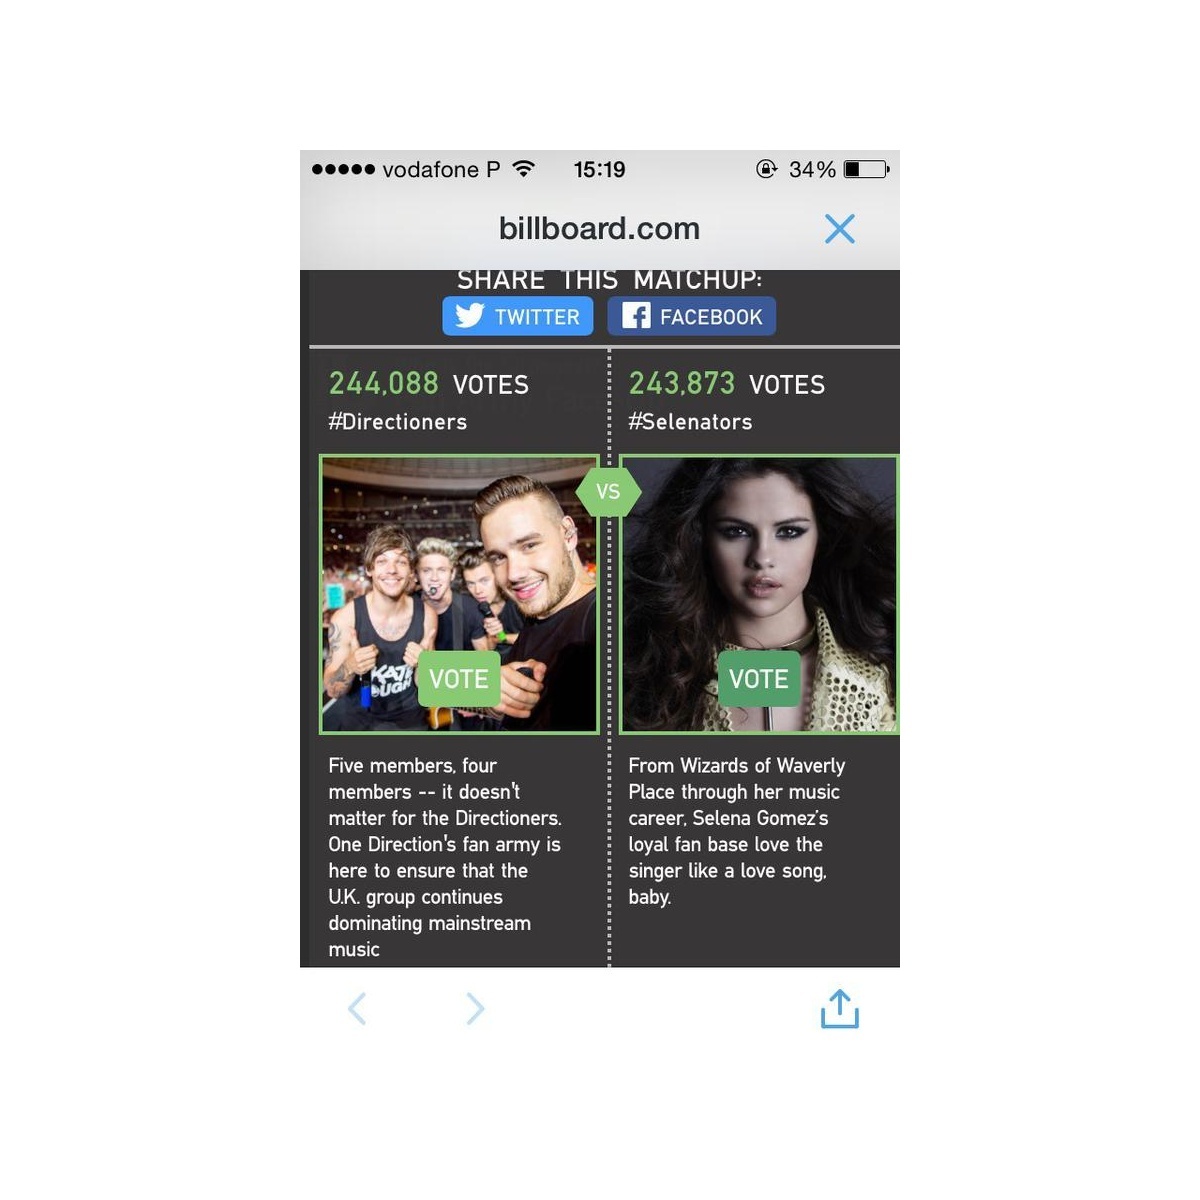 vodafone P 15:19 34%
billboard.com
SHARE THIS MATCHUP:
TWITTER FACEBOOK
244,088 VOTES
#Directioners
243,873 VOTES
#Selenators
VS
VOTE
VOTE
Five members, four
members -- it doesn't
matter for the Directioners.
One Direction's fan army is
here to ensure that the
U.K. group continues
dominating mainstream
music
From Wizards of Waverly
Place through her music
career, Selena Gomez's
loyal fan base love the
singer like a love song,
baby.